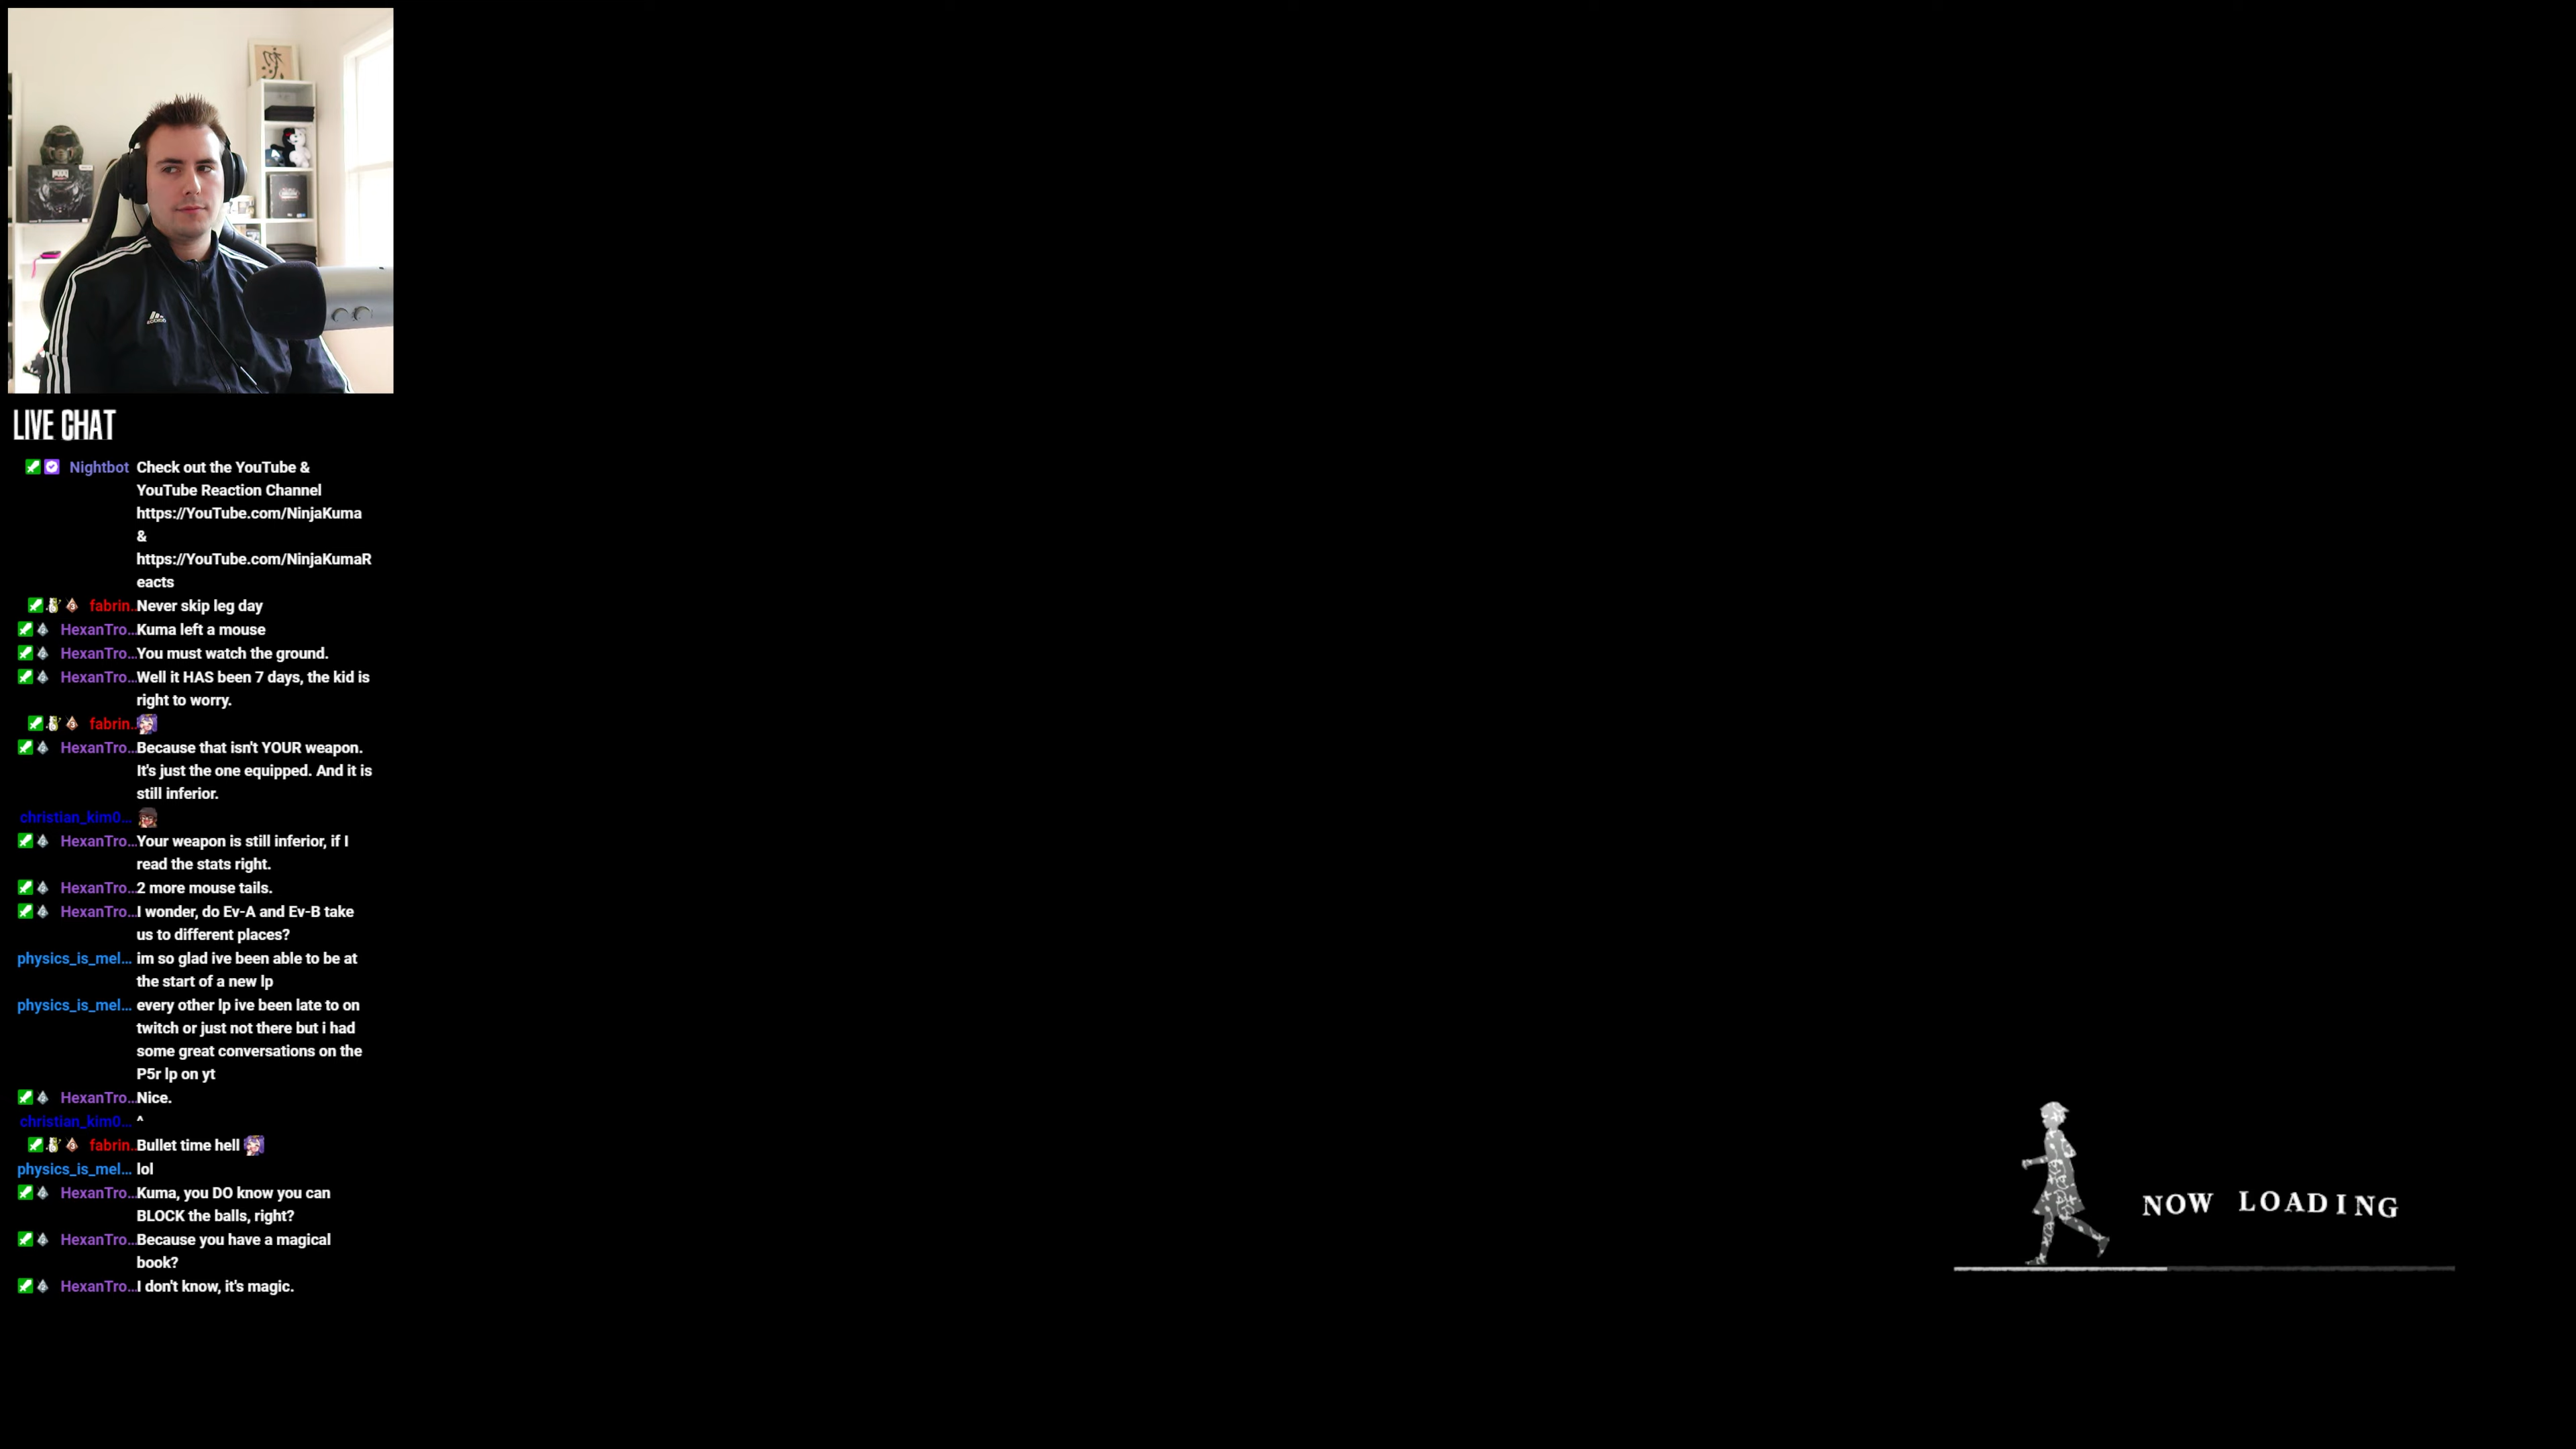 LIVE CHAT
Nightbot Check out the YouTube &
YouTube Reaction Channel
https://YouTube.com/NinjaKuma
&
https://YouTube.com/NinjaKumaR
eacts
fabrin.. Never skip leg day
HexanTro... Kuma left a mouse
HexanTro... You must watch the ground.
HexanTro... Well it HAS been 7 days, the kid is
right to worry.
fabrin..
HexanTro... Because that isn't YOUR weapon.
It's just the one equipped. And it is
still inferior.
christian_kim0...
HexanTro... Your weapon is still inferior, if I
read the stats right.
HexanTro... 2 more mouse tails.
HexanTro... I wonder, do Ev-A and Ev-B take
us to different places?
physics_is_mel... im so glad ive been able to be at
the start of a new lp
physics_is_mel... every other lp ive been late to on
twitch or just not there but i had
some great conversations on the
P5r lp on yt
HexanTro... Nice.
christian_kim0... ^
fabrin.. Bullet time hell
physics_is_mel... lol
HexanTro... Kuma, you DO know you can
BLOCK the balls, right?
HexanTro... Because you have a magical
book?
HexanTro... I don't know, it's magic.
NOW LOADING